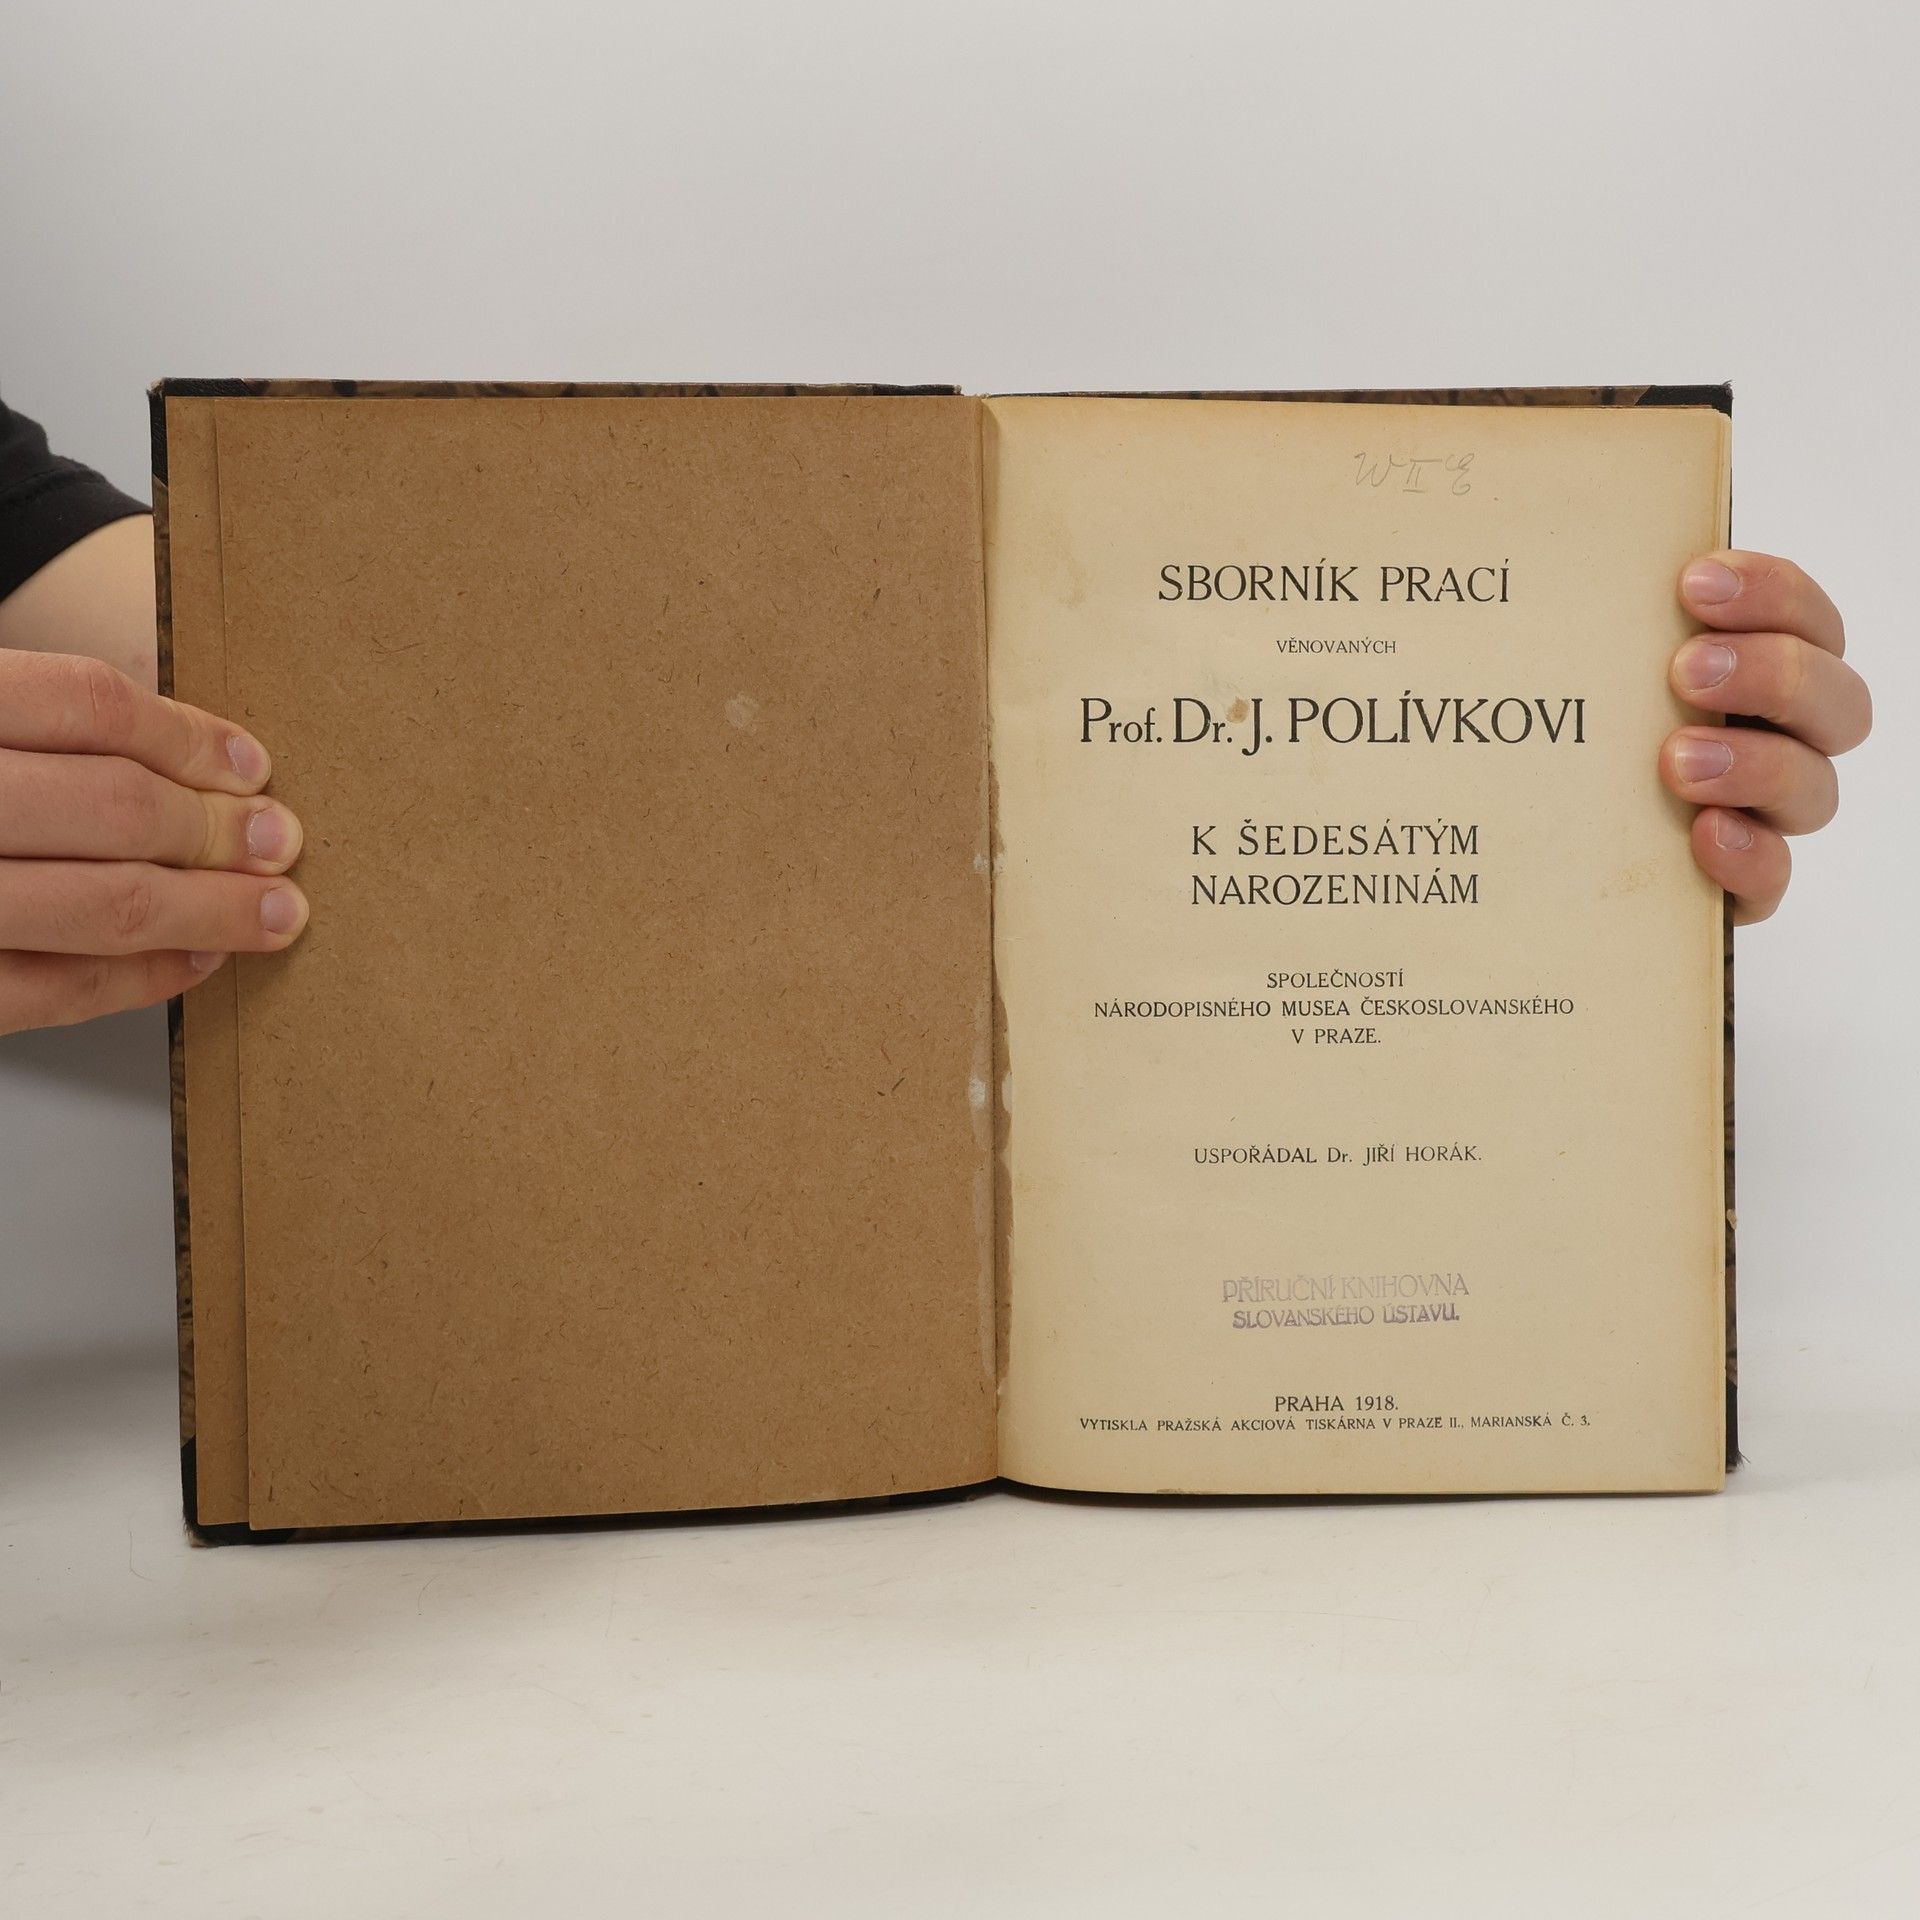 W II E
SBORNÍK PRACÍ
VĚNOVANÝCH
Prof. Dr. J. POLÍVKOVI
K ŠEDESÁTÝM
NAROZENINÁM
SPOLEČNOSTÍ
NÁRODOPISNÉHO MUSEA ČESKOSLOVANSKÉHO
V PRAZE.
USPOŘÁDAL Dr. JIŘÍ HORÁK.
PŘÍRUČNÍ KNIHOVNA
SLOVANSKÉHO ÚSTAVU.
PRAHA 1918.
VYTISKLA PRAŽSKÁ AKCIOVÁ TISKÁRNA V PRAZE II., MARIANSKÁ Č. 3.